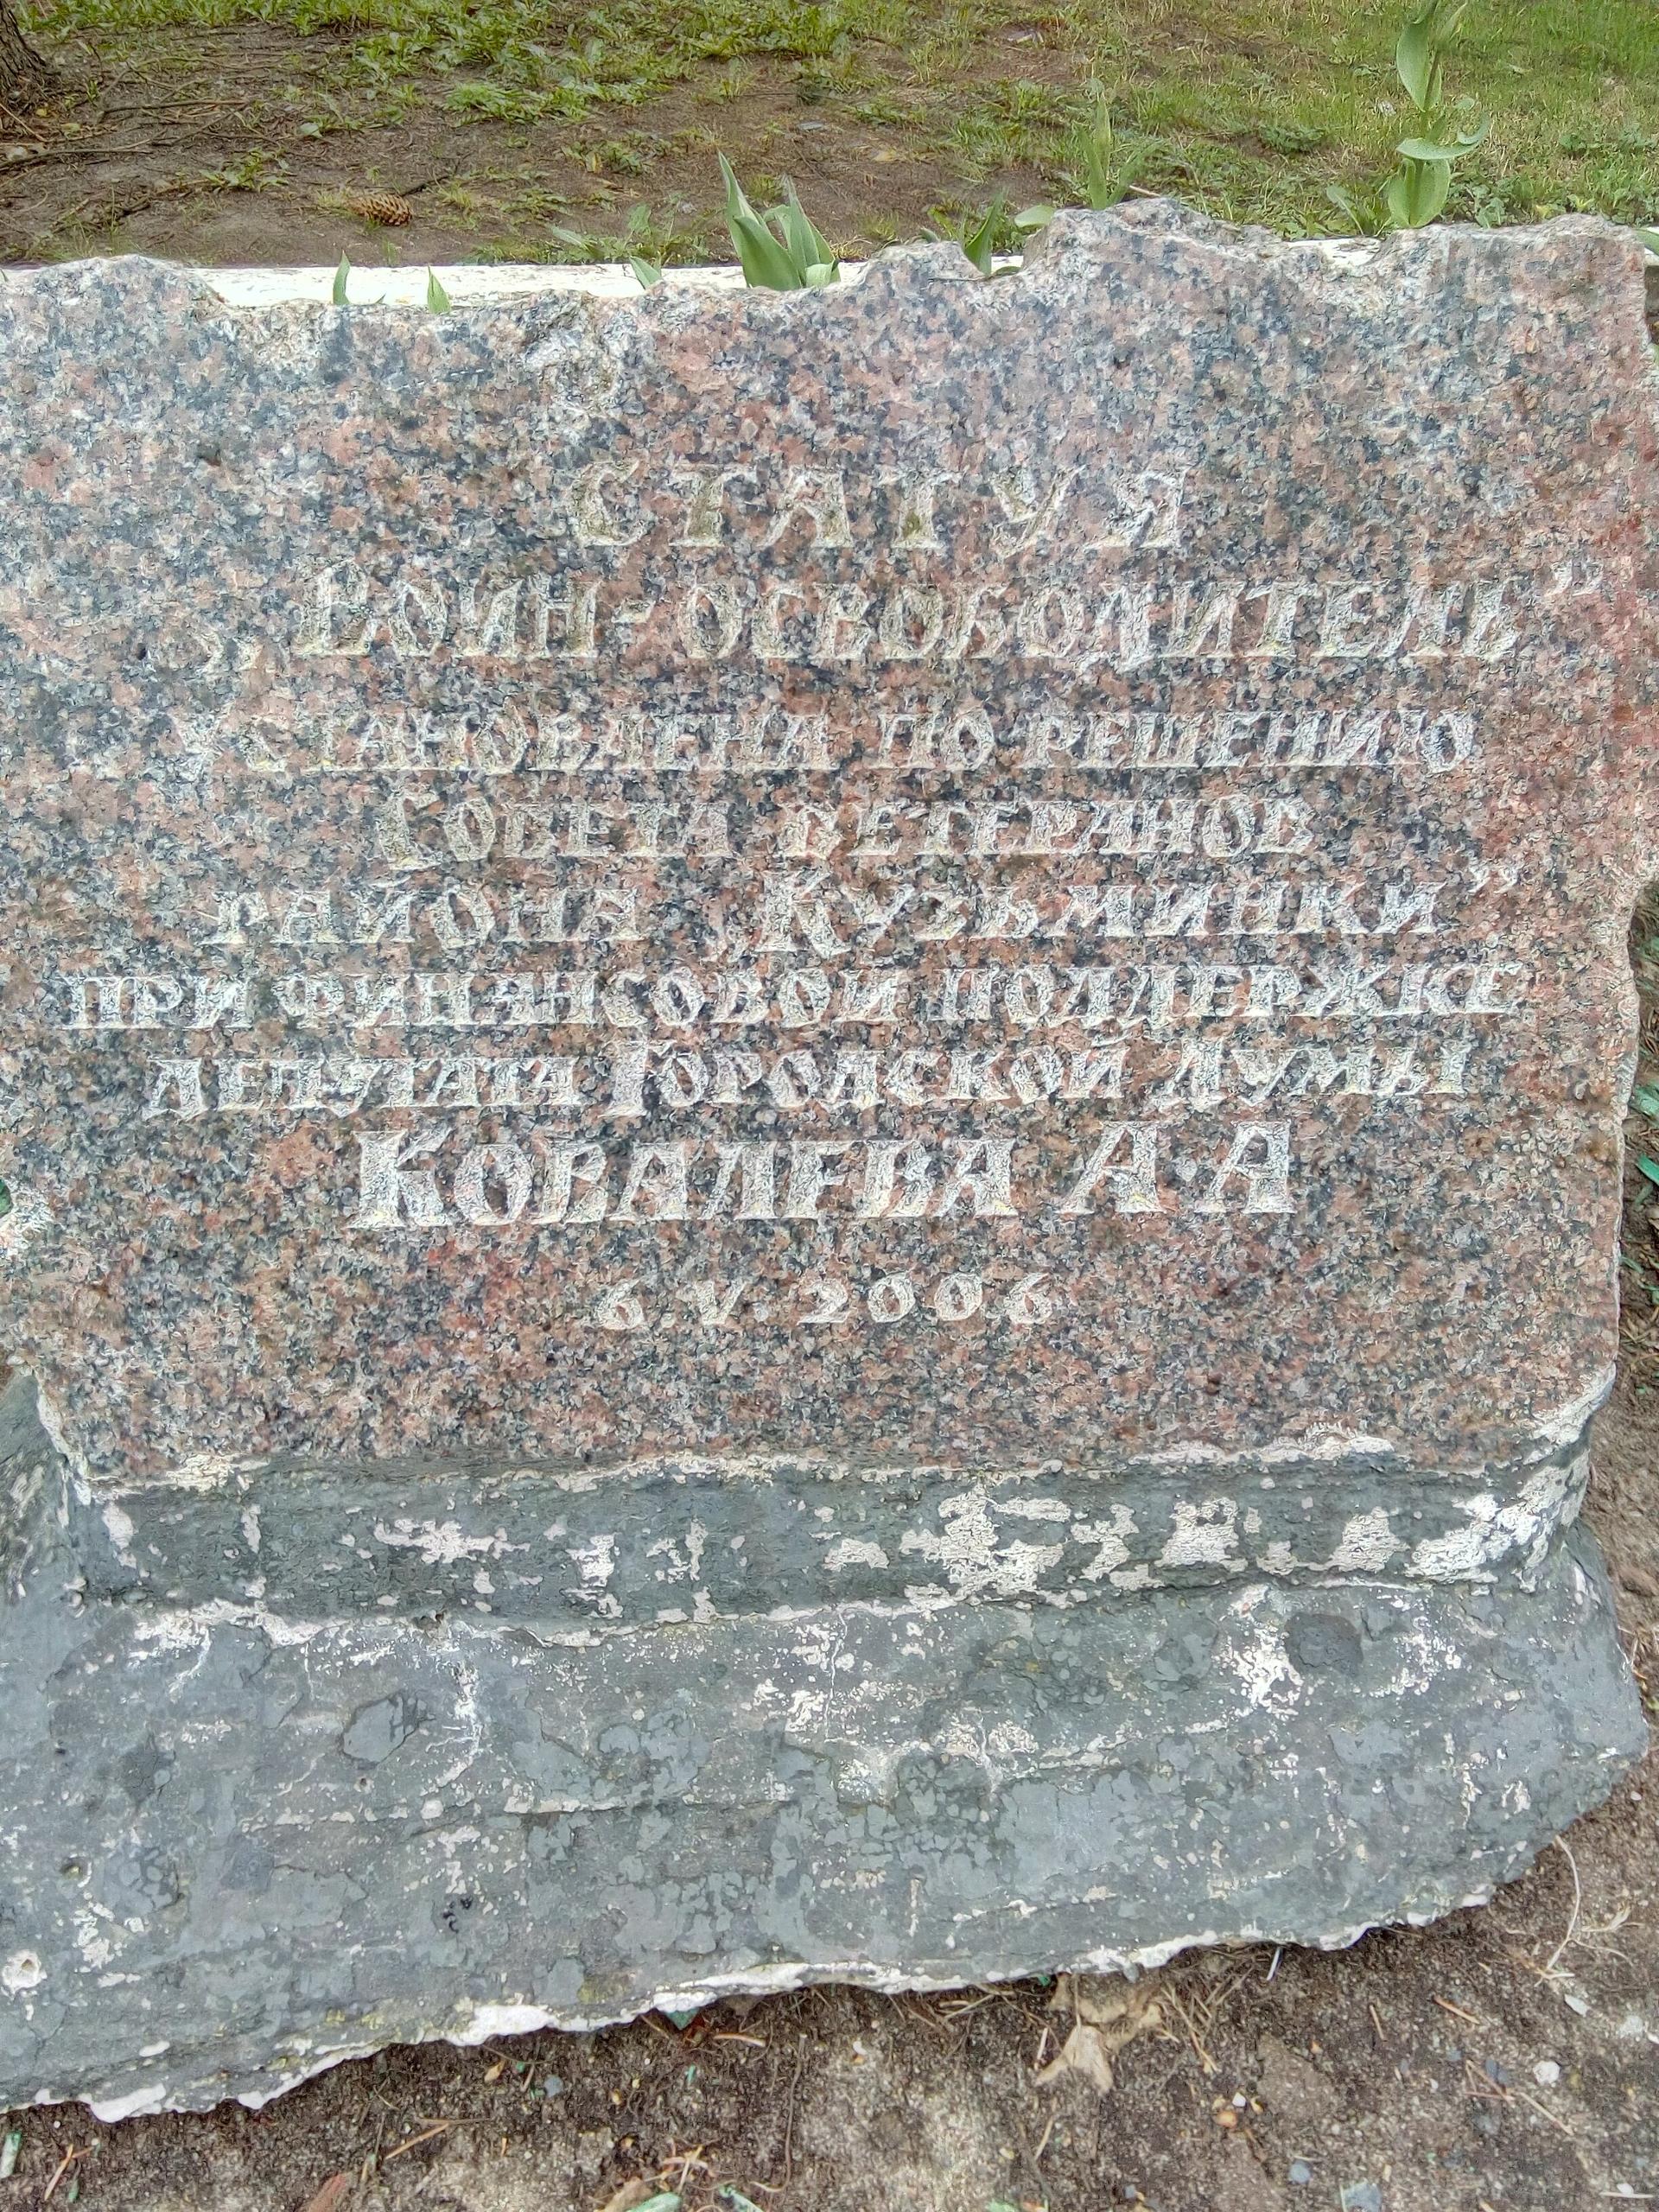 СТАТУЯ
„Воин-освободитель”
установлена по решению
Совета ветеранов
района „Кузьминки”
при финансовой поддержке
депутата Городской Думы
Ковалева А.А
6 V. 2006